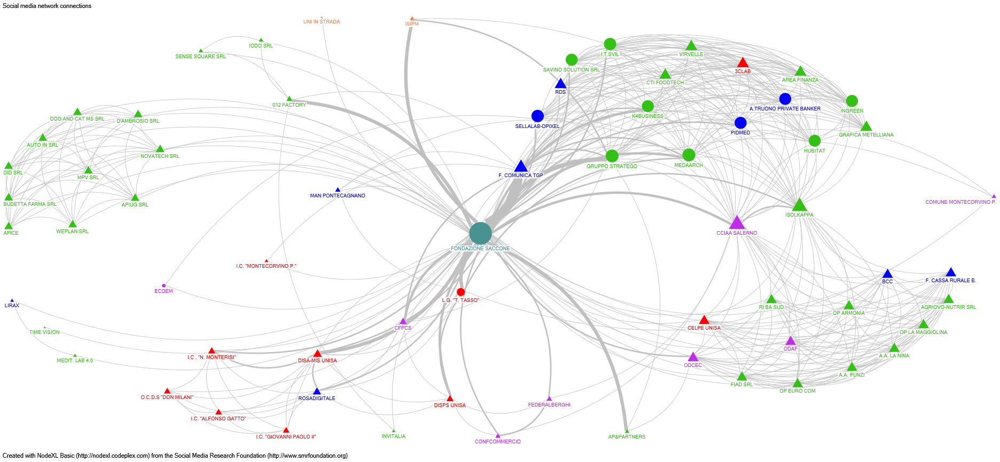 Social media network connections
UNI IN STRADA
ISIPM
IODO SRL
SENSE SQUARE SRL
I.T.SVIL
VIRVELLE
SAVINO SOLUTION SRL
3CLAB
CTI FOODTECH
AREA FINANZA
RDS
012 FACTORY
A.TRUONO PRIVATE BANKER
INGREEN
K4BUSINESS
DOG AND CAT MS SRL
D'AMBROSIO SRL
SELLALAB-DPIXEL
PIDMED
GRAFICA METELLIANA
AUTO IN SRL
NOVATECH SRL
HUBITAT
GRUPPO STRATEGO
MEDAARCH
DID SRL
MPV SRL
F. COMUNICA TGP
MAN PONTECAGNANO
COMUNE MONTECORVINO P.
BUDETTA FARMA SRL
APIUG SRL
ISOLKAPPA
APICE
WEPLAN SRL
CCIAA SALERNO
FONDAZIONE SACCONE
I.C. "MONTECORVINO P."
BCC
F. CASSA RURALE B.
ECOEM
L.G. "T. TASSO"
LIRAX
RI BA SUD
OP ARMONIA
AGRIOVO-NUTRIR SRL
CFPCS
CELPE UNISA
TIME VISION
OP LA MAGGIOLINA
ODAF
I.C . "N. MONTERISI"
DISA-MIS UNISA
MEDIT. LAB 4.0
A.A. LA NINA
ODCEC
A.A. PUNZI
FIAD SRL
OP EURO COM
O.C.D.S "DON MILANI"
ROSADIGITALE
DISPS UNISA
FEDERALBERGHI
I.C. "ALFONSO GATTO"
I.C. "GIOVANNI PAOLO II"
INVITALIA
CONFCOMMERCIO
AP&PARTNERS
Created with NodeXL Basic (http://nodexl.codeplex.com) from the Social Media Research Foundation (http://www.smrfoundation.org)